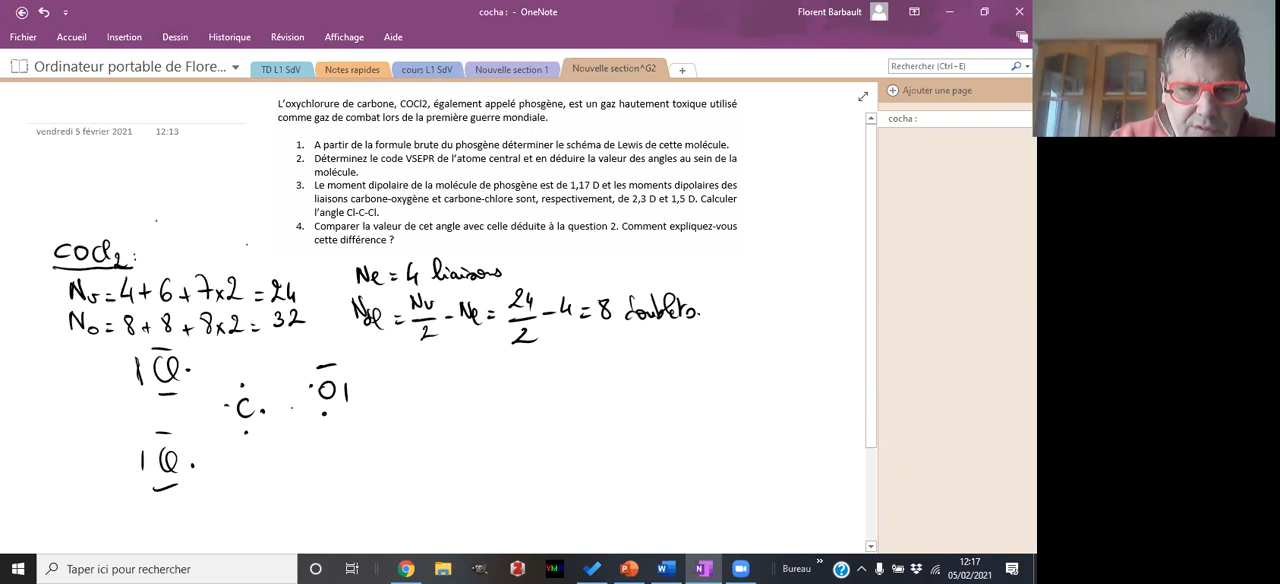 cocha : - OneNote
Florent Barbault
Fichier Accueil Insertion Dessin Historique Révision Affichage Aide
Ordinateur portable de Flore...
TD L1 SdV
Notes rapides
cours L1 SdV
Nouvelle section 1
Nouvelle section^G2
Rechercher (Ctrl+E)
Ajouter une page
cocha :
vendredi 5 février 2021 12:13
L'oxychlorure de carbone, COCl2, également appelé phosgène, est un gaz hautement toxique utilisé
comme gaz de combat lors de la première guerre mondiale.
1. A partir de la formule brute du phosgène déterminer le schéma de Lewis de cette molécule.
2. Déterminez le code VSEPR de l'atome central et en déduire la valeur des angles au sein de la
molécule.
3. Le moment dipolaire de la molécule de phosgène est de 1,17 D et les moments dipolaires des
liaisons carbone-oxygène et carbone-chlore sont, respectivement, de 2,3 D et 1,5 D. Calculer
l'angle Cl-C-Cl.
4. Comparer la valeur de cet angle avec celle déduite à la question 2. Comment expliquez-vous
cette différence ?
COCl2 :
Nv = 4 + 6 + 7x2 = 24
No = 8 + 8 + 8x2 = 32
Nl = 4 liaisons
Ndl = Nv/2 - Nl = 24/2 - 4 = 8 doublets.
Cl
C
O
Cl
Taper ici pour rechercher
YMD
Bureau
12:17
05/02/2021